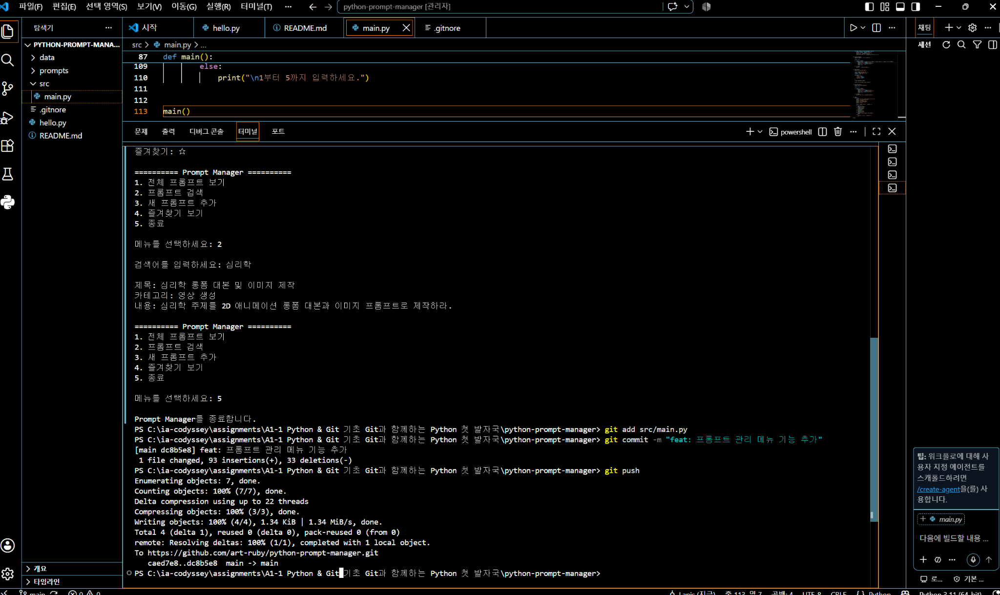 파일(F) 편집(E) 선택 영역(S) 보기(V) 이동(G) 실행(R) 터미널(T) ··· python-prompt-manager [관리자]
탐색기 ···
시작 hello.py README.md main.py .gitnore
채팅
세션
PYTHON-PROMPT-MANA...
data
prompts
src
main.py
.gitnore
hello.py
README.md
src > main.py > ...
87 def main():
109 else:
110 print("\n1부터 5까지 입력하세요.")
111
112
113 main()
문제 출력 디버그 콘솔 터미널 포트
powershell
즐겨찾기: ☆
========== Prompt Manager ==========
1. 전체 프롬프트 보기
2. 프롬프트 검색
3. 새 프롬프트 추가
4. 즐겨찾기 보기
5. 종료
메뉴를 선택하세요: 2
검색어를 입력하세요: 심리학
제목: 심리학 롱폼 대본 및 이미지 제작
카테고리: 영상 생성
내용: 심리학 주제를 2D 애니메이션 롱폼 대본과 이미지 프롬프트로 제작하라.
========== Prompt Manager ==========
1. 전체 프롬프트 보기
2. 프롬프트 검색
3. 새 프롬프트 추가
4. 즐겨찾기 보기
5. 종료
메뉴를 선택하세요: 5
Prompt Manager를 종료합니다.
PS C:\ia-codyssey\assignments\A1-1 Python & Git 기초 Git과 함께하는 Python 첫 발자국\python-prompt-manager> git add src/main.py
PS C:\ia-codyssey\assignments\A1-1 Python & Git 기초 Git과 함께하는 Python 첫 발자국\python-prompt-manager> git commit -m "feat: 프롬프트 관리 메뉴 기능 추가"
[main dc8b5e8] feat: 프롬프트 관리 메뉴 기능 추가
1 file changed, 93 insertions(+), 33 deletions(-)
PS C:\ia-codyssey\assignments\A1-1 Python & Git 기초 Git과 함께하는 Python 첫 발자국\python-prompt-manager> git push
Enumerating objects: 7, done.
Counting objects: 100% (7/7), done.
Delta compression using up to 22 threads
Compressing objects: 100% (3/3), done.
Writing objects: 100% (4/4), 1.34 KiB | 1.34 MiB/s, done.
Total 4 (delta 1), reused 0 (delta 0), pack-reused 0 (from 0)
remote: Resolving deltas: 100% (1/1), completed with 1 local object.
To https://github.com/art-ruby/python-prompt-manager.git
caed7e8..dc8b5e8 main -> main
PS C:\ia-codyssey\assignments\A1-1 Python & Git 기초 Git과 함께하는 Python 첫 발자국\python-prompt-manager>
개요
타임라인
팁: 워크플로에 대해 사
용자 지정 에이전트를
스캐폴드하려면
/create-agent을(를) 사
용합니다.
main.py
다음에 빌드할 내용 ...
로... 기본 ...
main 0 0 Lapis (지금) 줄 113, 열 7 공백: 4 UTF-8 CRLF {} Python Python 3.11 (64-bit)